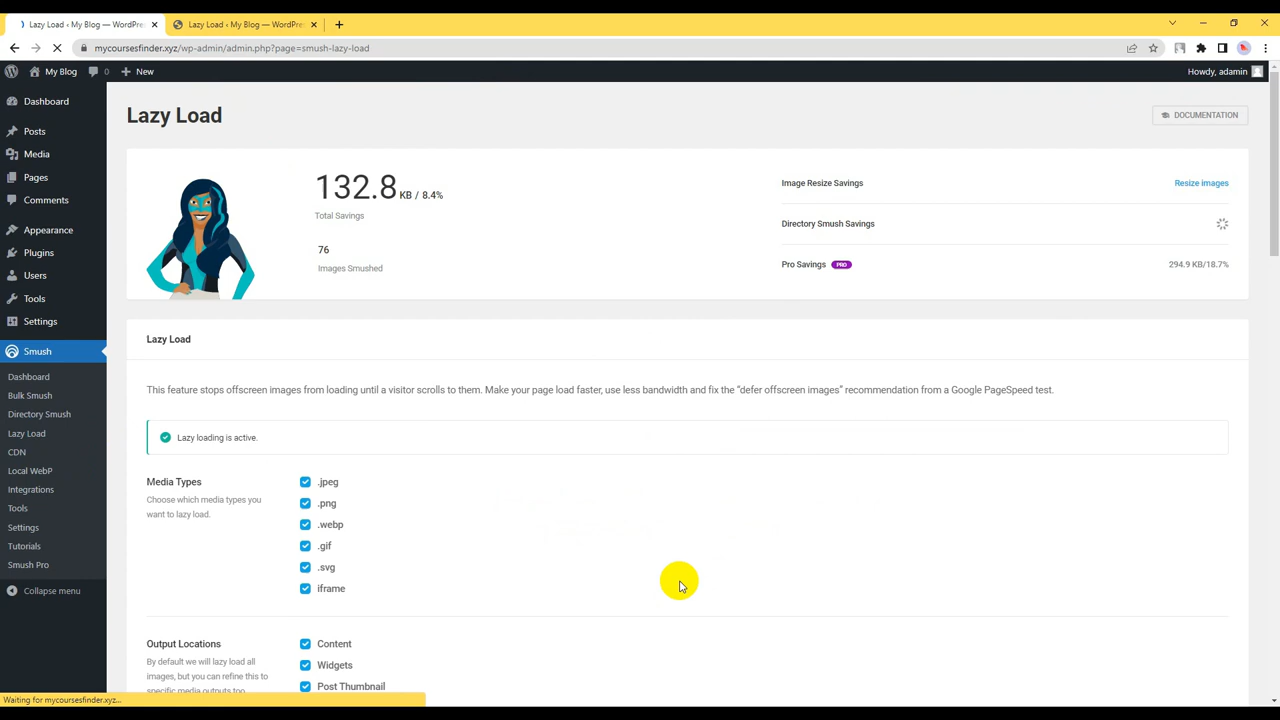 Lazy Load ‹ My Blog — WordPre
Lazy Load ‹ My Blog — WordPre
mycoursesfinder.xyz/wp-admin/admin.php?page=smush-lazy-load
My Blog
0
New
Howdy, adamin
Dashboard
Posts
Media
Pages
Comments
Appearance
Plugins
Users
Tools
Settings
Smush
Dashboard
Bulk Smush
Directory Smush
Lazy Load
CDN
Local WebP
Integrations
Tools
Settings
Tutorials
Smush Pro
Collapse menu
Lazy Load
DOCUMENTATION
132.8 KB / 8.4%
Total Savings
76
Images Smushed
Image Resize Savings
Resize images
Directory Smush Savings
Pro Savings PRO
294.9 KB/18.7%
Lazy Load
This feature stops offscreen images from loading until a visitor scrolls to them. Make your page load faster, use less bandwidth and fix the “defer offscreen images” recommendation from a Google PageSpeed test.
Lazy loading is active.
Media Types
Choose which media types you
want to lazy load.
.jpeg
.png
.webp
.gif
.svg
iframe
Output Locations
By default we will lazy load all
images, but you can refine this to
specific media outputs too.
Content
Widgets
Post Thumbnail
Waiting for mycoursesfinder.xyz...